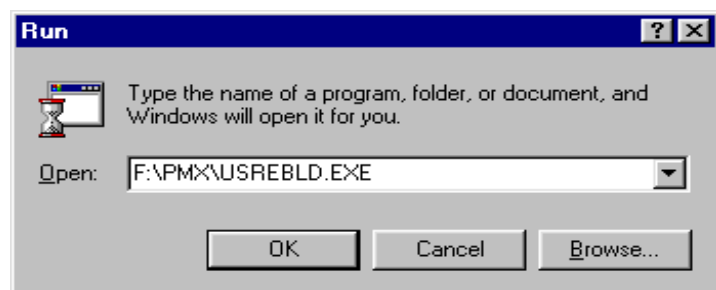 Run
Type the name of a program, folder, or document, and
Windows will open it for you.
Open: F:\PMX\USREBLD.EXE
OK Cancel Browse...